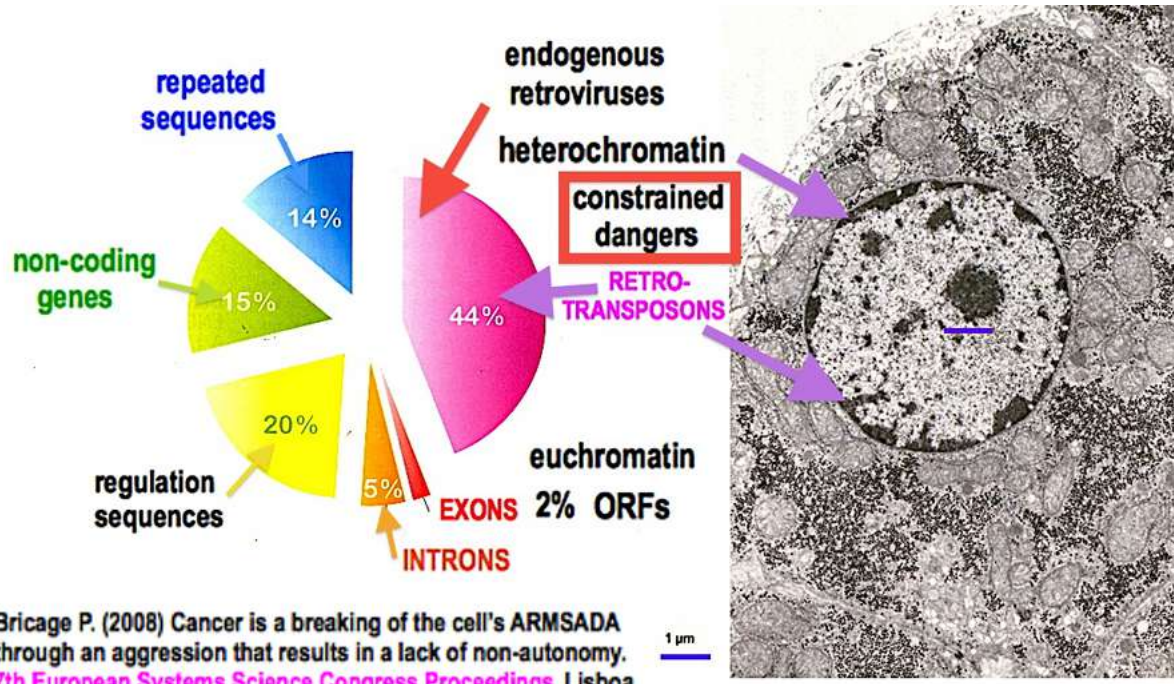 endogenous
retroviruses
repeated
sequences
heterochromatin
constrained
dangers
14%
non-coding
genes
15%
RETRO-
TRANSPOSONS
44%
20%
regulation
sequences
euchromatin
5%
EXONS 2% ORFs
INTRONS
Bricage P. (2008) Cancer is a breaking of the cell's ARMSADA
through an aggression that results in a lack of non-autonomy.
7th European Systems Science Congress Proceedings, Lisboa
1 µm